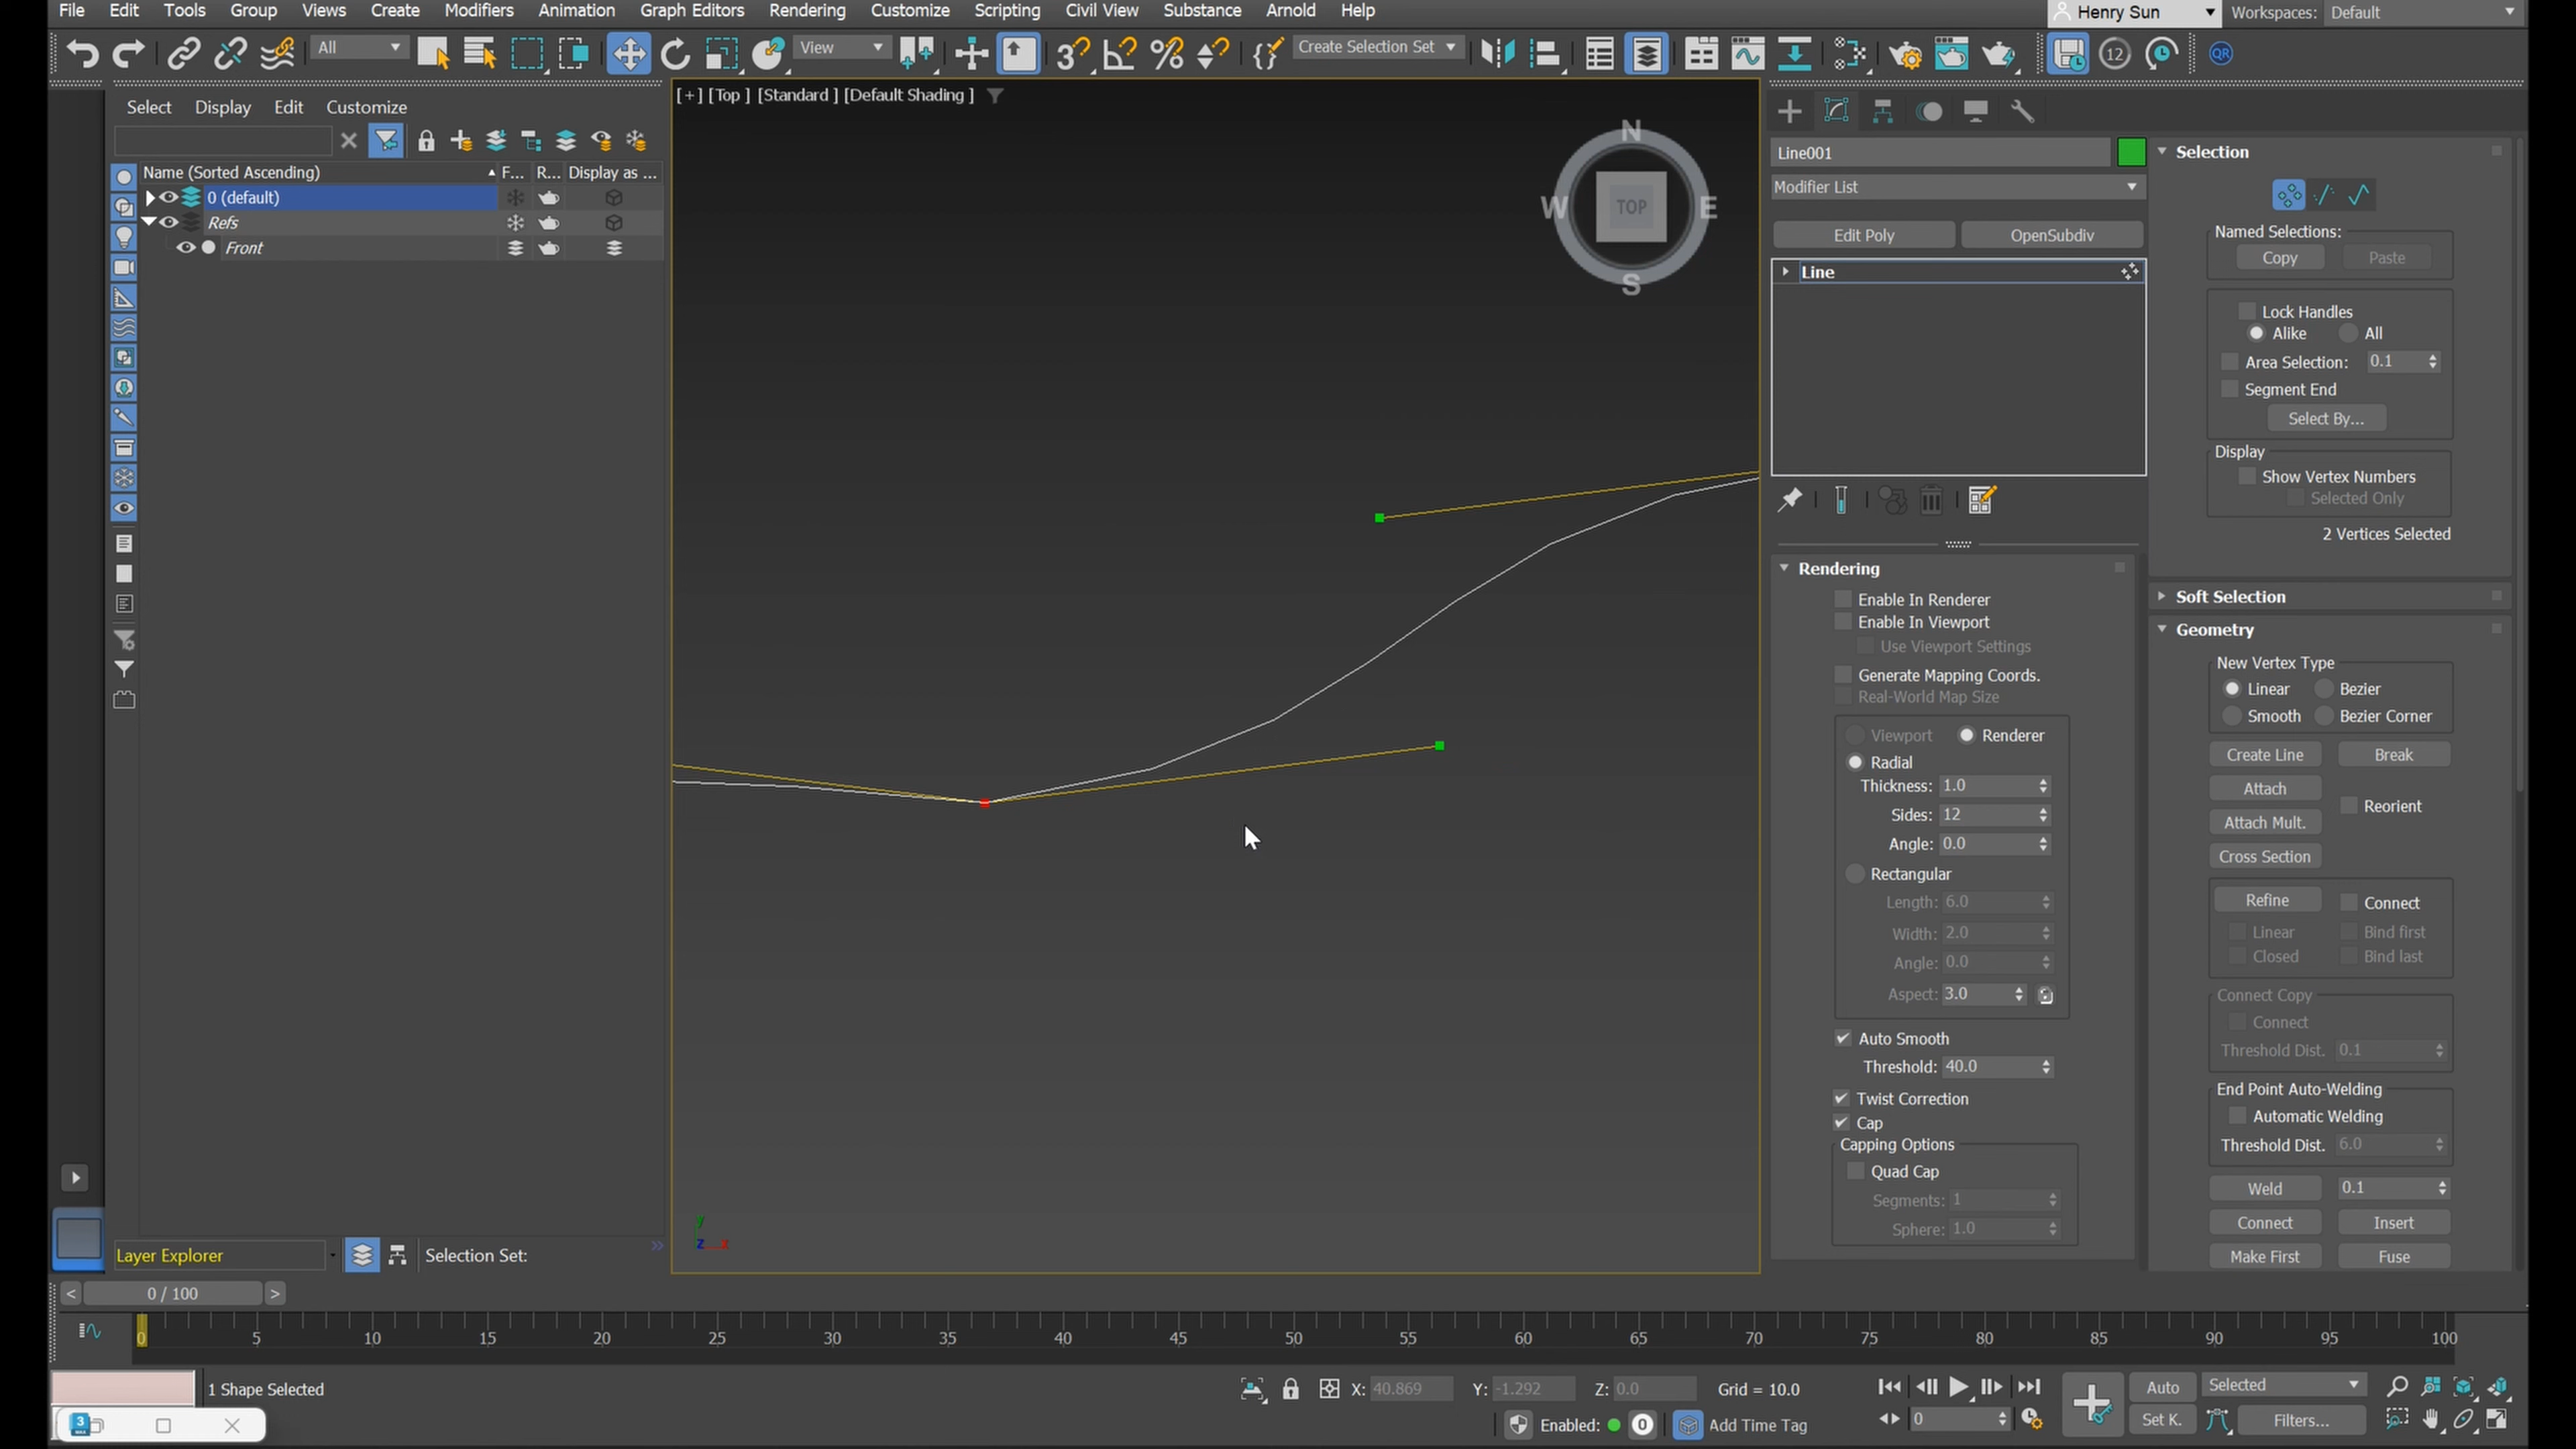 File Edit Tools Group Views Create Modifiers Animation Graph Editors Rendering Customize Scripting Civil View Substance Arnold Help
Henry Sun Workspaces: Default
All View Create Selection Set 12 QR
Select Display Edit Customize
Name (Sorted Ascending) F... R... Display as ...
0 (default)
Refs
Front
Layer Explorer Selection Set:
[+] [Top ] [Standard ] [Default Shading ]
N
W TOP E
S
y
z x
Line001
Modifier List
Edit Poly OpenSubdiv
Line
Rendering
Enable In Renderer
Enable In Viewport
Use Viewport Settings
Generate Mapping Coords.
Real-World Map Size
Viewport Renderer
Radial
Thickness: 1.0
Sides: 12
Angle: 0.0
Rectangular
Length: 6.0
Width: 2.0
Angle: 0.0
Aspect: 3.0
Auto Smooth
Threshold: 40.0
Twist Correction
Cap
Capping Options
Quad Cap
Segments: 1
Sphere: 1.0
Selection
Named Selections:
Copy Paste
Lock Handles
Alike All
Area Selection: 0.1
Segment End
Select By...
Display
Show Vertex Numbers
Selected Only
2 Vertices Selected
Soft Selection
Geometry
New Vertex Type
Linear Bezier
Smooth Bezier Corner
Create Line Break
Attach
Reorient
Attach Mult.
Cross Section
Refine Connect
Linear Bind first
Closed Bind last
Connect Copy
Connect
Threshold Dist. 0.1
End Point Auto-Welding
Automatic Welding
Threshold Dist. 6.0
Weld 0.1
Connect Insert
Make First Fuse
< 0 / 100 >
0 5 10 15 20 25 30 35 40 45 50 55 60 65 70 75 80 85 90 95 100
1 Shape Selected X: 40.869 Y: -1.292 Z: 0.0 Grid = 10.0 Auto Selected
3 Enabled: 0 Add Time Tag 0 Set K. Filters...